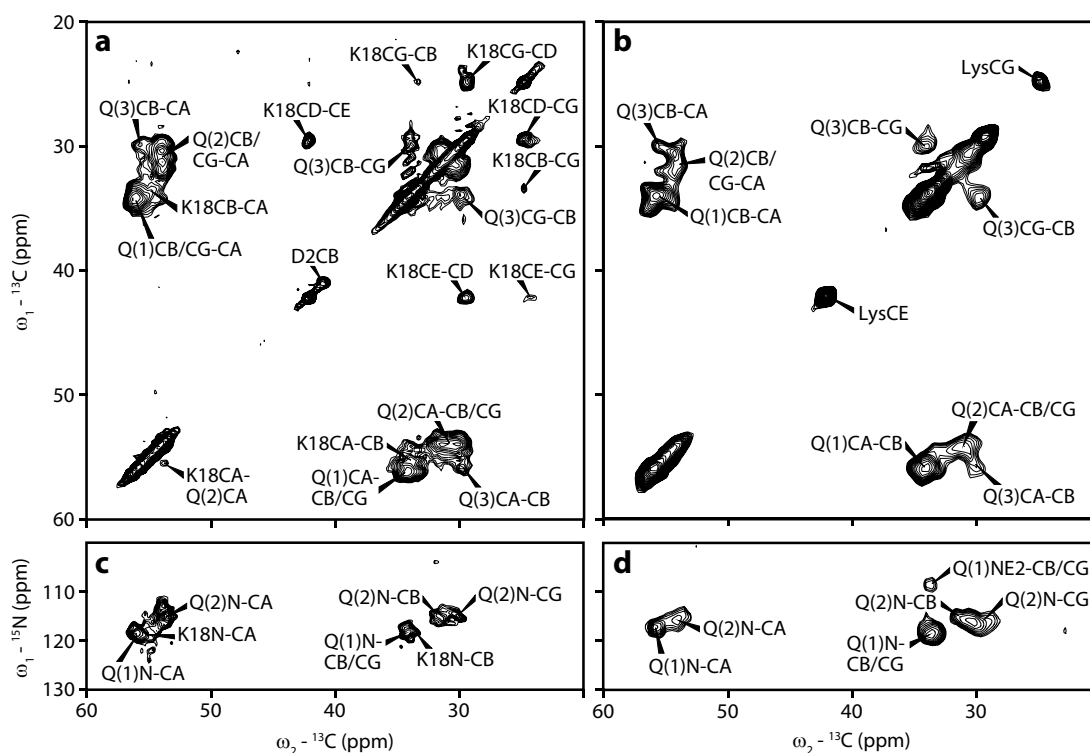 a
b
20
30
40
50
60
ω1 - 13C (ppm)
K18CG-CB
K18CG-CD
Q(3)CB-CA
K18CD-CE
K18CD-CG
Q(2)CB/
CG-CA
Q(3)CB-CG
K18CB-CG
K18CB-CA
Q(3)CG-CB
Q(1)CB/CG-CA
D2CB
K18CE-CD
K18CE-CG
Q(2)CA-CB/CG
K18CA-CB
K18CA-
Q(2)CA
Q(1)CA-
CB/CG
Q(3)CA-CB
LysCG
Q(3)CB-CA
Q(3)CB-CG
Q(2)CB/
CG-CA
Q(1)CB-CA
Q(3)CG-CB
LysCE
Q(2)CA-CB/CG
Q(1)CA-CB
Q(3)CA-CB
60
c
d
110
120
130
ω1 - 15N (ppm)
Q(2)N-CA
K18N-CA
Q(1)N-CA
Q(2)N-CB
Q(2)N-CG
Q(1)N-
CB/CG
K18N-CB
Q(1)NE2-CB/CG
Q(2)N-CB
Q(2)N-CG
Q(2)N-CA
Q(1)N-CA
Q(1)N-
CB/CG
60
50
40
30
60
50
40
30
ω2 - 13C (ppm)
ω2 - 13C (ppm)